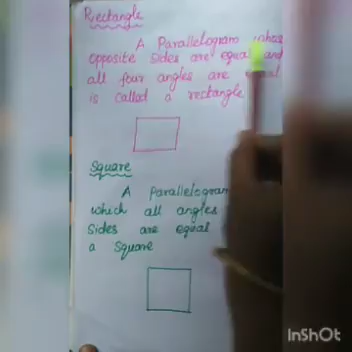 Rectangle
A Parallelogram whose
opposite sides are equal and
all four angles are equal
is called a rectangle
Square
A Parallelogram
which all angles
sides are equal
a square
InShOt